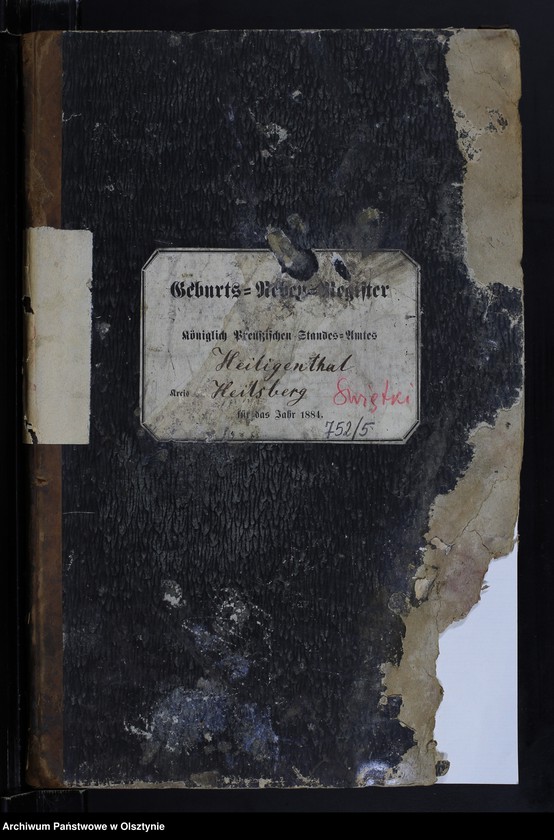 Geburts=Neben=Register
Königlich Preußischen Standes=Amtes
Heiligenthal
Kreis Heilsberg
Świątki
für das Jahr 1884.
752/5
Archiwum Państwowe w Olsztynie